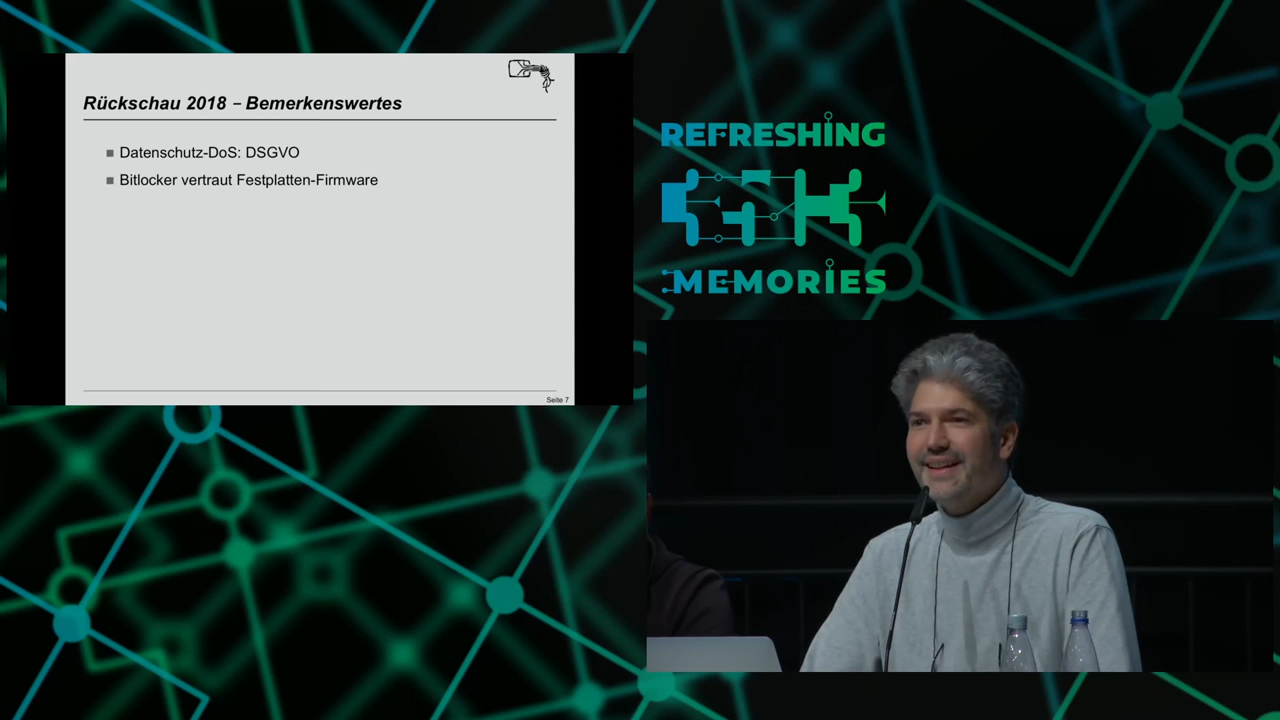 Rückschau 2018 – Bemerkenswertes
Datenschutz-DoS: DSGVO
Bitlocker vertraut Festplatten-Firmware
Seite 7
REFRESHING
MEMORIES